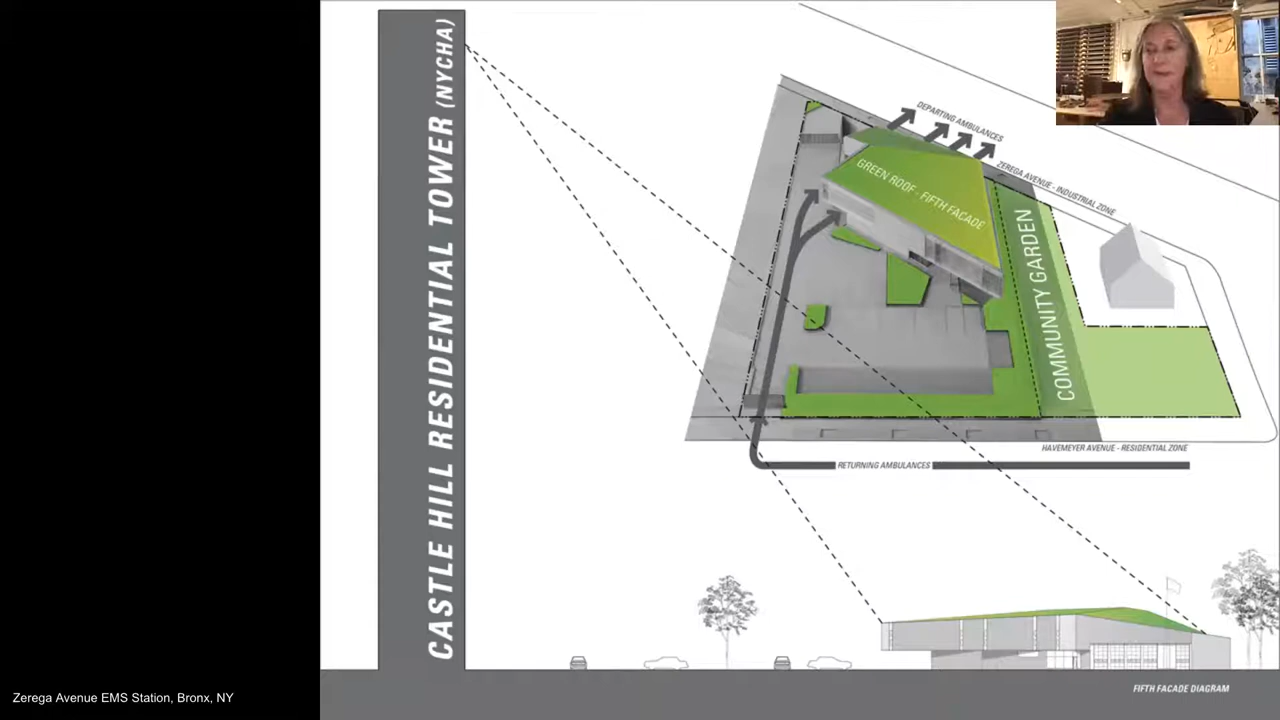 CASTLE HILL RESIDENTIAL TOWER (NYCHA)
DEPARTING AMBULANCES
ZEREGA AVENUE - INDUSTRIAL ZONE
GREEN ROOF - FIFTH FACADE
COMMUNITY GARDEN
HAVEMEYER AVENUE - RESIDENTIAL ZONE
RETURNING AMBULANCES
FIFTH FACADE DIAGRAM
Zerega Avenue EMS Station, Bronx, NY